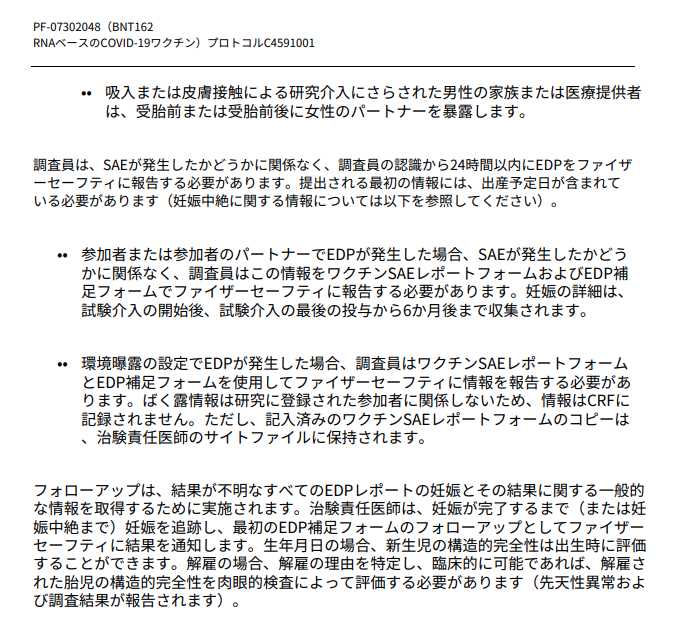 PF-07302048（BNT162
RNAベースのCOVID-19ワクチン）プロトコルC4591001
•• 吸入または皮膚接触による研究介入にさらされた男性の家族または医療提供者
は、受胎前または受胎前後に女性のパートナーを暴露します。
調査員は、SAEが発生したかどうかに関係なく、調査員の認識から24時間以内にEDPをファイザ
ーセーフティに報告する必要があります。提出される最初の情報には、出産予定日が含まれて
いる必要があります（妊娠中絶に関する情報については以下を参照してください）。
•• 参加者または参加者のパートナーでEDPが発生した場合、SAEが発生したかどう
かに関係なく、調査員はこの情報をワクチンSAEレポートフォームおよびEDP補
足フォームでファイザーセーフティに報告する必要があります。妊娠の詳細は、
試験介入の開始後、試験介入の最後の投与から6か月後まで収集されます。
•• 環境曝露の設定でEDPが発生した場合、調査員はワクチンSAEレポートフォーム
とEDP補足フォームを使用してファイザーセーフティに情報を報告する必要があ
ります。ばく露情報は研究に登録された参加者に関係しないため、情報はCRFに
記録されません。ただし、記入済みのワクチンSAEレポートフォームのコピーは
、治験責任医師のサイトファイルに保持されます。
フォローアップは、結果が不明なすべてのEDPレポートの妊娠とその結果に関する一般的
な情報を取得するために実施されます。治験責任医師は、妊娠が完了するまで（または妊
娠中絶まで）妊娠を追跡し、最初のEDP補足フォームのフォローアップとしてファイザー
セーフティに結果を通知します。生年月日の場合、新生児の構造的完全性は出生時に評価
することができます。解雇の場合、解雇の理由を特定し、臨床的に可能であれば、解雇さ
れた胎児の構造的完全性を肉眼的検査によって評価する必要があります（先天性異常およ
び調査結果が報告されます）。